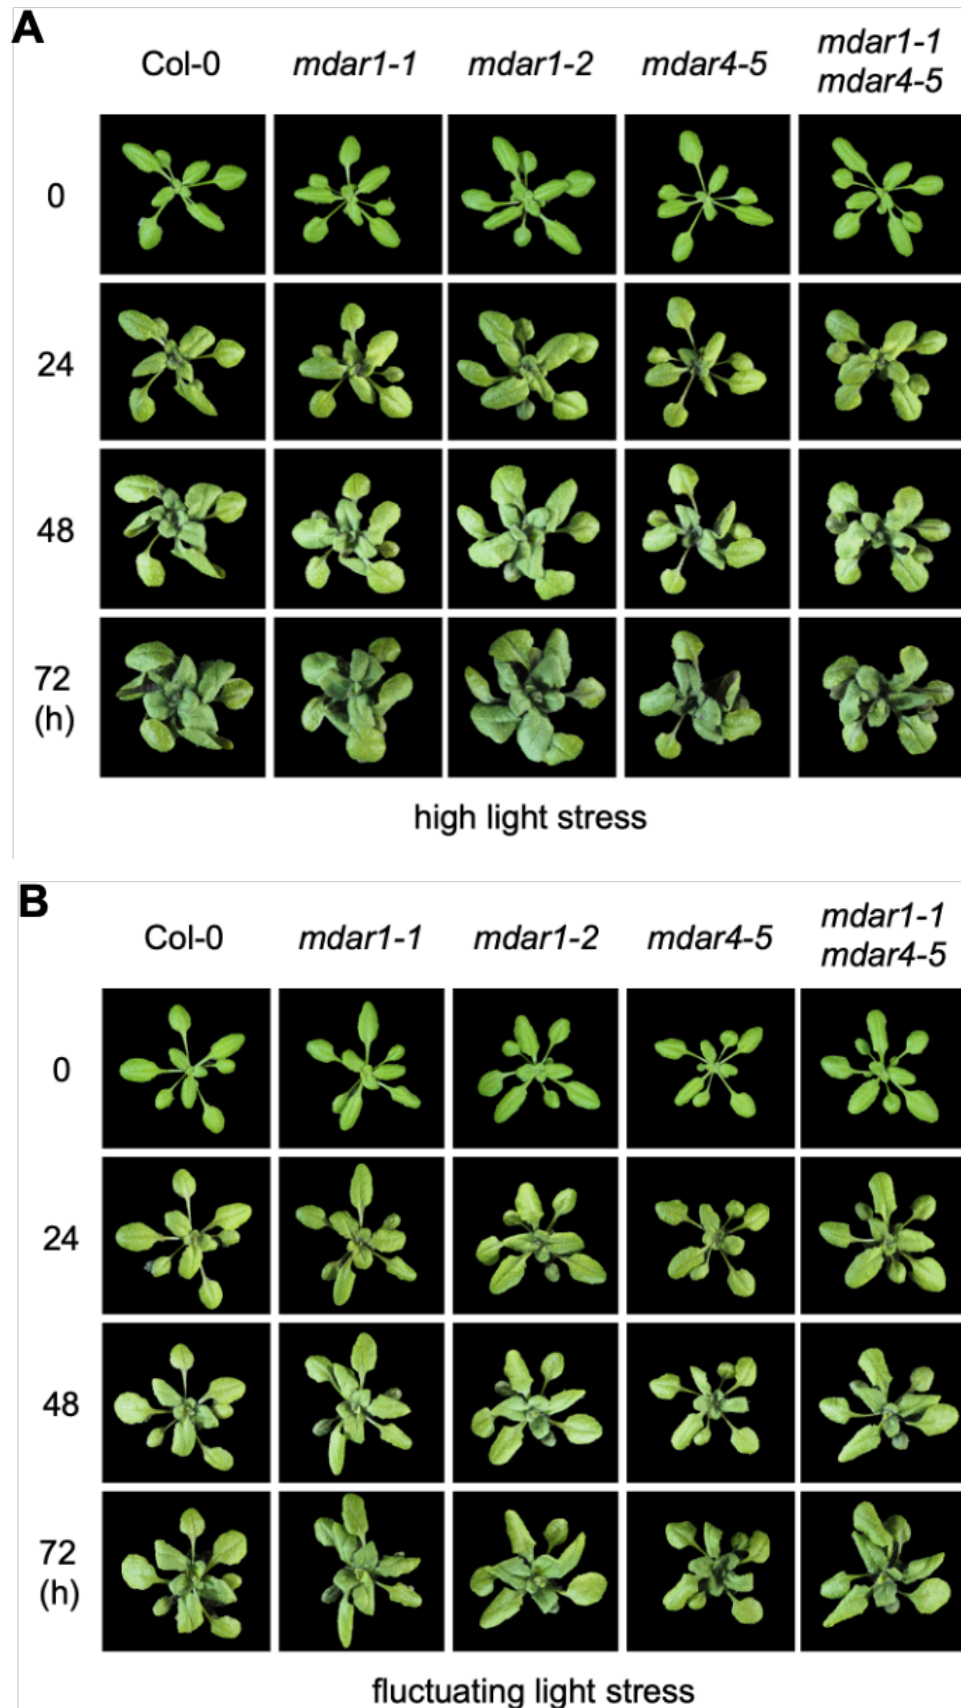 A
Col-0 mdar1-1 mdar1-2 mdar4-5 mdar1-1
mdar4-5
0
24
48
72
(h)
high light stress
B
Col-0 mdar1-1 mdar1-2 mdar4-5 mdar1-1
mdar4-5
0
24
48
72
(h)
fluctuating light stress